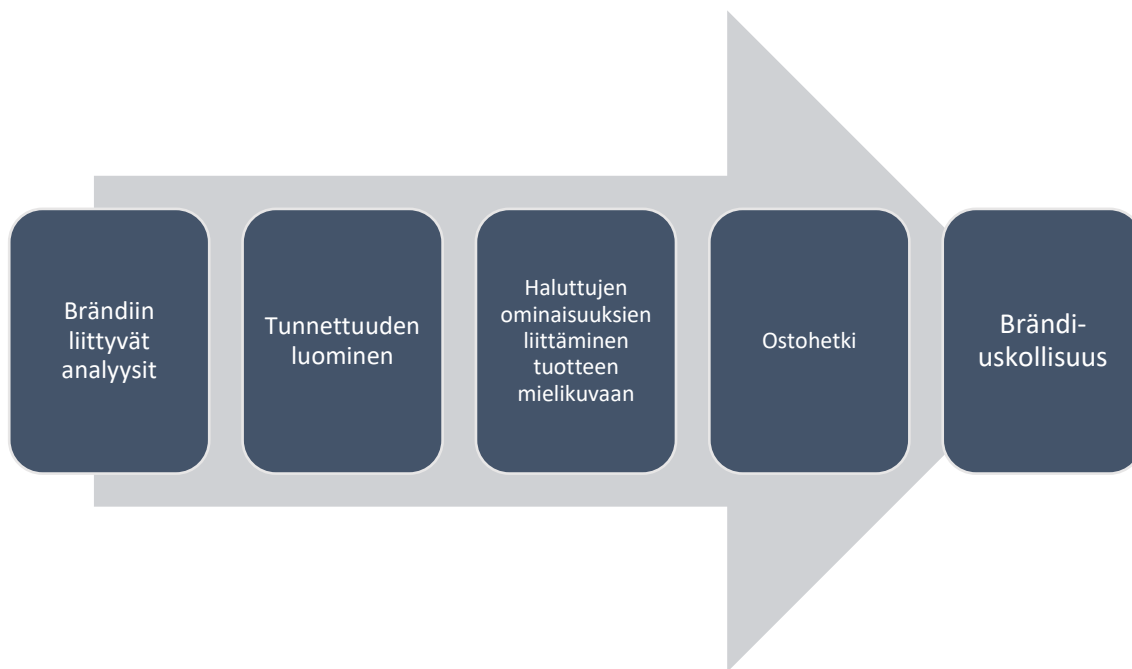 Brändiin
liittyvät
analyysit
Tunnettuuden
luominen
Haluttujen
ominaisuuksien
liittäminen
tuotteen
mielikuvaan
Ostohetki
Brändi-
uskollisuus